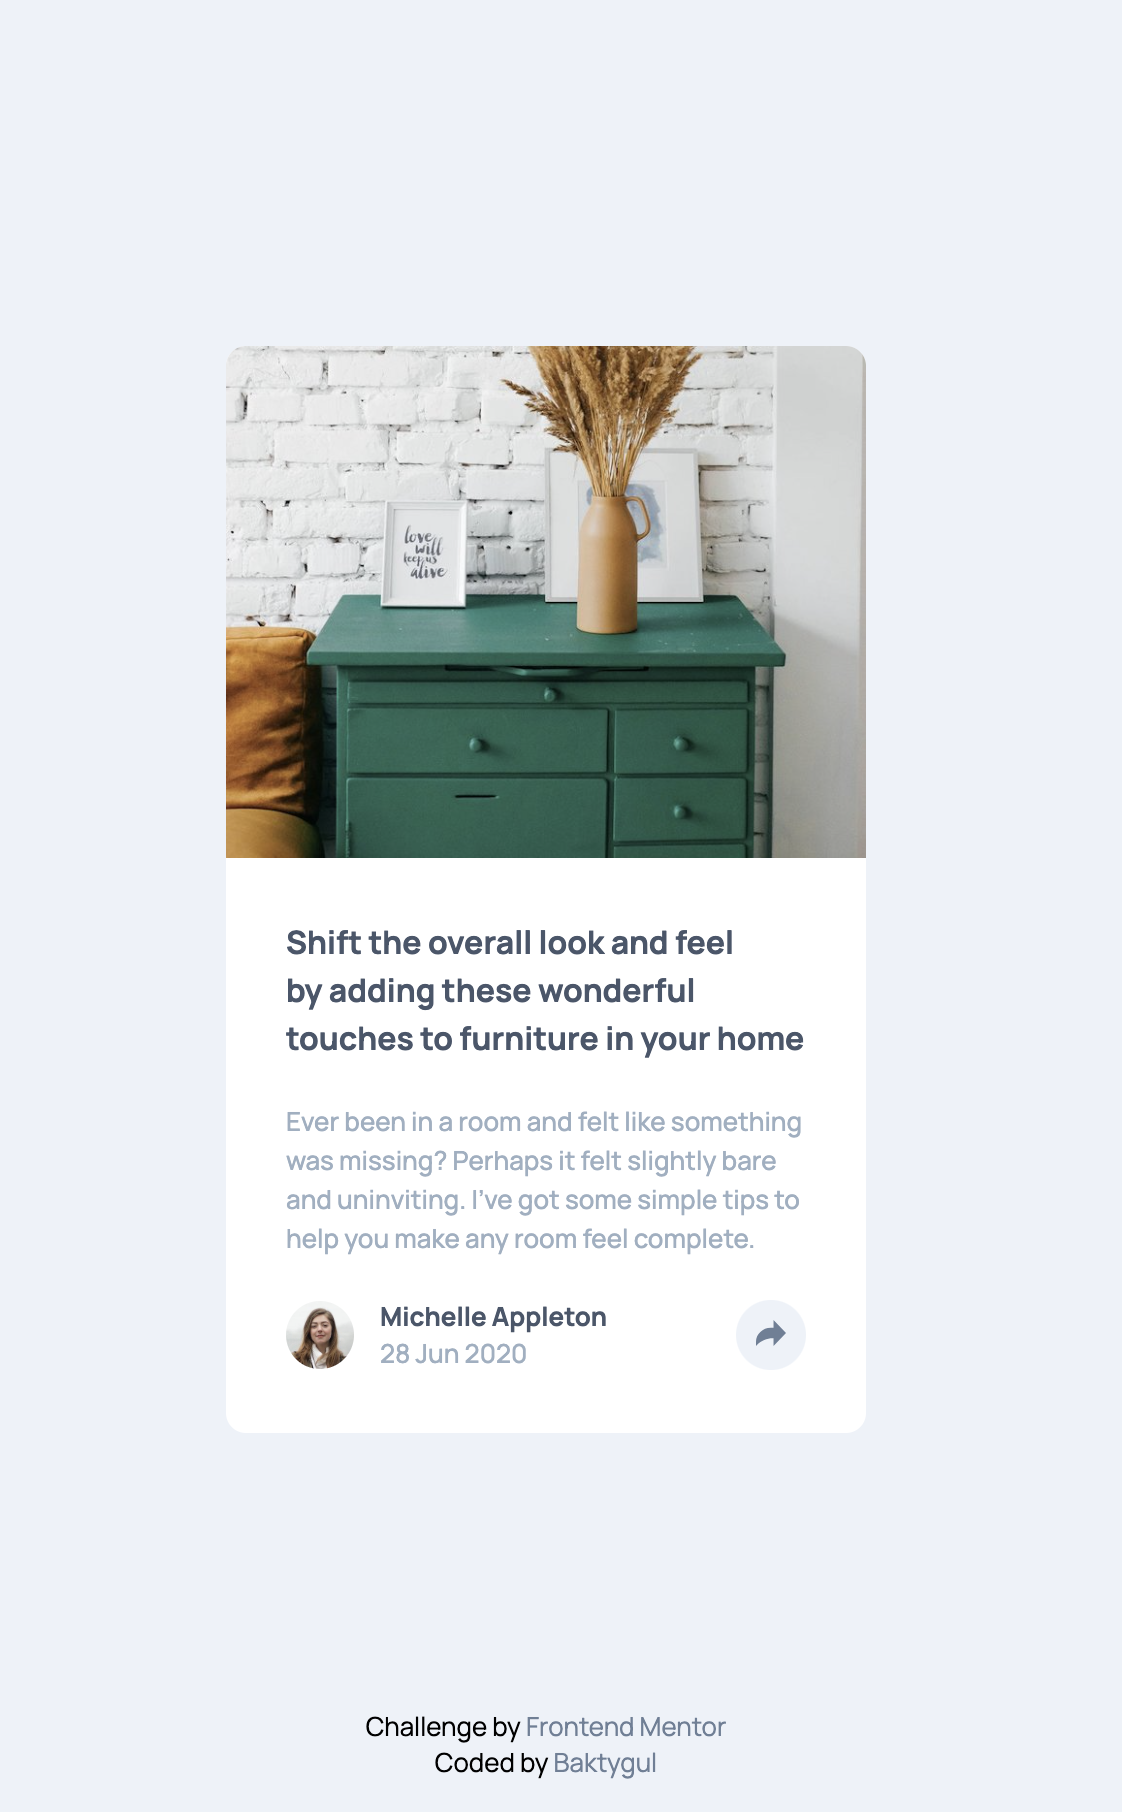 love
will
keep us
alive
Shift the overall look and feel
by adding these wonderful
touches to furniture in your home
Ever been in a room and felt like something
was missing? Perhaps it felt slightly bare
and uninviting. I’ve got some simple tips to
help you make any room feel complete.
Michelle Appleton
28 Jun 2020
Challenge by Frontend Mentor
Coded by Baktygul